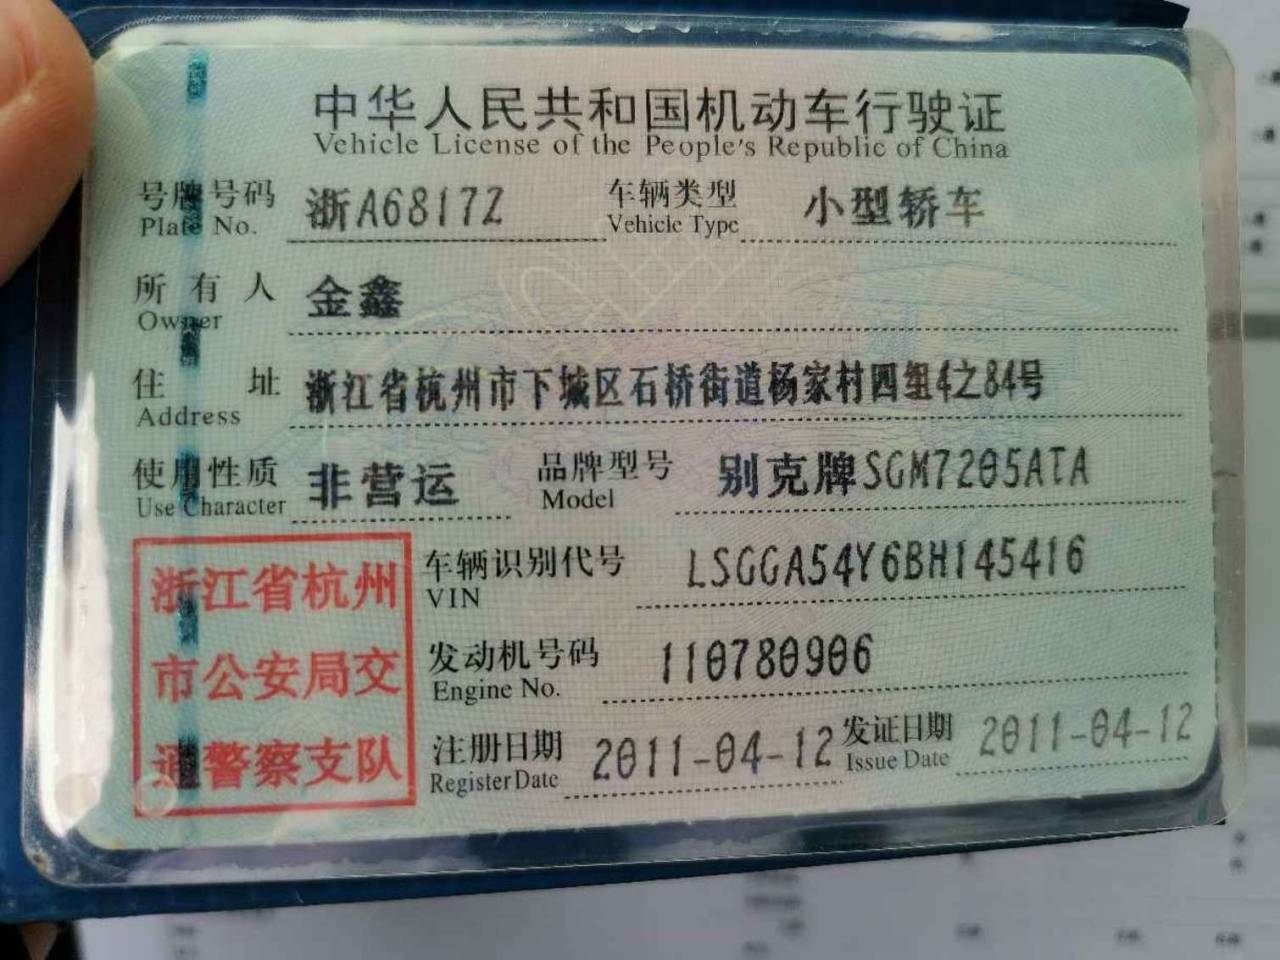 中华人民共和国机动车行驶证
Vehicle License of the People's Republic of China
号牌号码 浙A6817Z 车辆类型 小型轿车
Plate No. Vehicle Type
所有人 金鑫
Owner
住址 浙江省杭州市下城区石桥街道杨家村四组4之84号
Address
使用性质 非营运 品牌型号 别克牌SGM7205ATA
Use Character Model
浙江省杭州 车辆识别代号 LSGGA54Y6BH145416
VIN
市公安局交 发动机号码 110780906
Engine No.
通警察支队 注册日期 2011-04-12 发证日期 2011-04-12
Register Date Issue Date